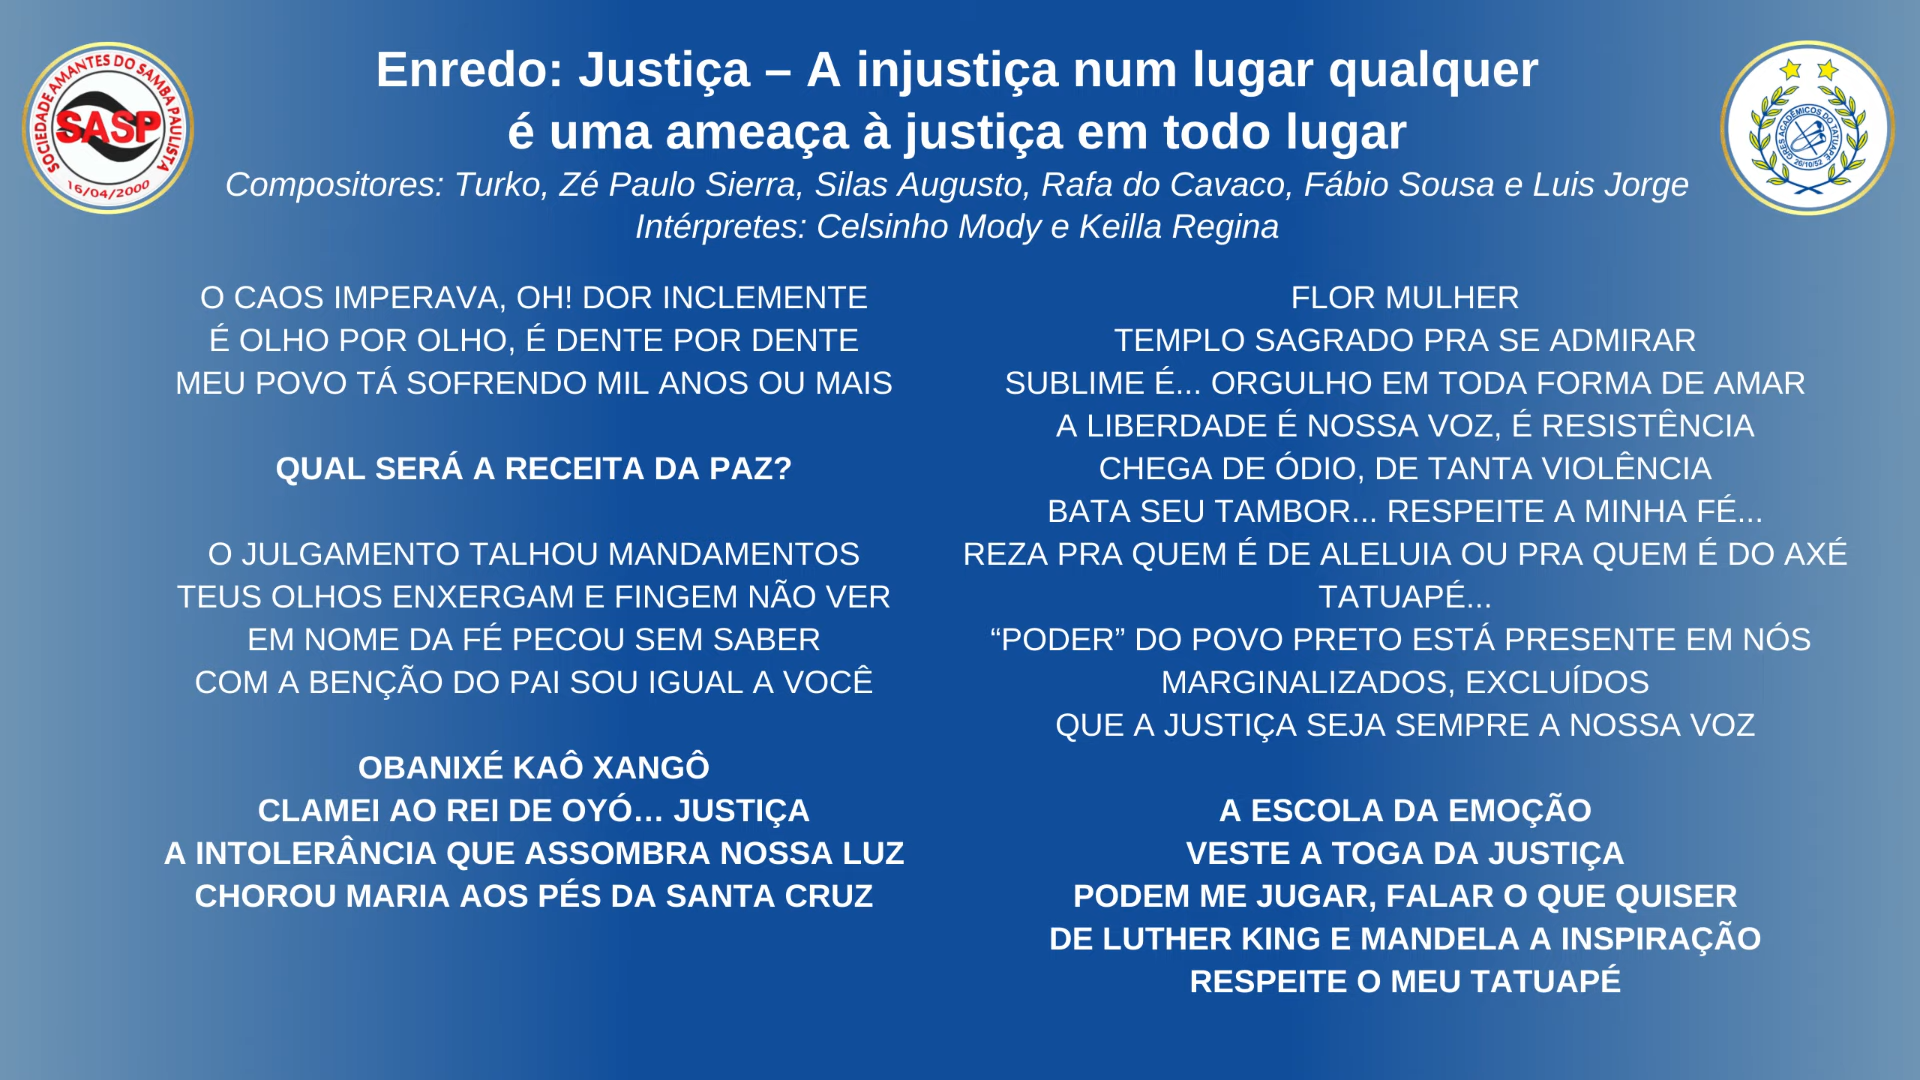 SOCIEDADE AMANTES DO SAMBA PAULISTA
SASP
16/04/2000
Enredo: Justiça – A injustiça num lugar qualquer
é uma ameaça à justiça em todo lugar
Compositores: Turko, Zé Paulo Sierra, Silas Augusto, Rafa do Cavaco, Fábio Sousa e Luis Jorge
Intérpretes: Celsinho Mody e Keilla Regina
GRES ACADÊMICOS DO TATUAPÉ
26/10/52
O CAOS IMPERAVA, OH! DOR INCLEMENTE
É OLHO POR OLHO, É DENTE POR DENTE
MEU POVO TÁ SOFRENDO MIL ANOS OU MAIS
QUAL SERÁ A RECEITA DA PAZ?
O JULGAMENTO TALHOU MANDAMENTOS
TEUS OLHOS ENXERGAM E FINGEM NÃO VER
EM NOME DA FÉ PECOU SEM SABER
COM A BENÇÃO DO PAI SOU IGUAL A VOCÊ
OBANIXÉ KAÔ XANGÔ
CLAMEI AO REI DE OYÓ... JUSTIÇA
A INTOLERÂNCIA QUE ASSOMBRA NOSSA LUZ
CHOROU MARIA AOS PÉS DA SANTA CRUZ
FLOR MULHER
TEMPLO SAGRADO PRA SE ADMIRAR
SUBLIME É... ORGULHO EM TODA FORMA DE AMAR
A LIBERDADE É NOSSA VOZ, É RESISTÊNCIA
CHEGA DE ÓDIO, DE TANTA VIOLÊNCIA
BATA SEU TAMBOR... RESPEITE A MINHA FÉ...
REZA PRA QUEM É DE ALELUIA OU PRA QUEM É DO AXÉ
TATUAPÉ...
“PODER” DO POVO PRETO ESTÁ PRESENTE EM NÓS
MARGINALIZADOS, EXCLUÍDOS
QUE A JUSTIÇA SEJA SEMPRE A NOSSA VOZ
A ESCOLA DA EMOÇÃO
VESTE A TOGA DA JUSTIÇA
PODEM ME JUGAR, FALAR O QUE QUISER
DE LUTHER KING E MANDELA A INSPIRAÇÃO
RESPEITE O MEU TATUAPÉ